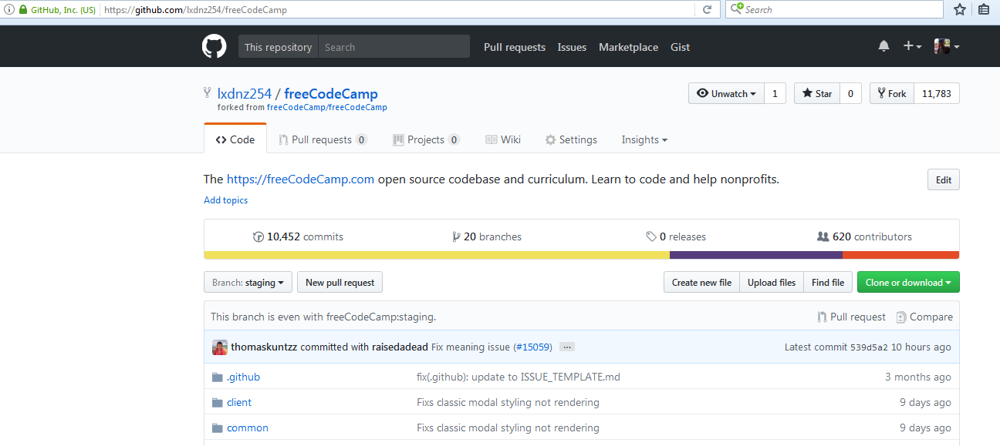 GitHub, Inc. (US) https://github.com/lxdnz254/freeCodeCamp Search
This repository Search Pull requests Issues Marketplace Gist
lxdnz254 / freeCodeCamp Unwatch 1 Star 0 Fork 11,783
forked from freeCodeCamp/freeCodeCamp
Code Pull requests 0 Projects 0 Wiki Settings Insights
The https://freeCodeCamp.com open source codebase and curriculum. Learn to code and help nonprofits. Edit
Add topics
10,452 commits 20 branches 0 releases 620 contributors
Branch: staging New pull request Create new file Upload files Find file Clone or download
This branch is even with freeCodeCamp:staging. Pull request Compare
thomaskuntzz committed with raisedadead Fix meaning issue (#15059) ... Latest commit 539d5a2 10 hours ago
.github fix(.github): update to ISSUE_TEMPLATE.md 3 months ago
client Fixs classic modal styling not rendering 9 days ago
common Fixs classic modal styling not rendering 9 days ago